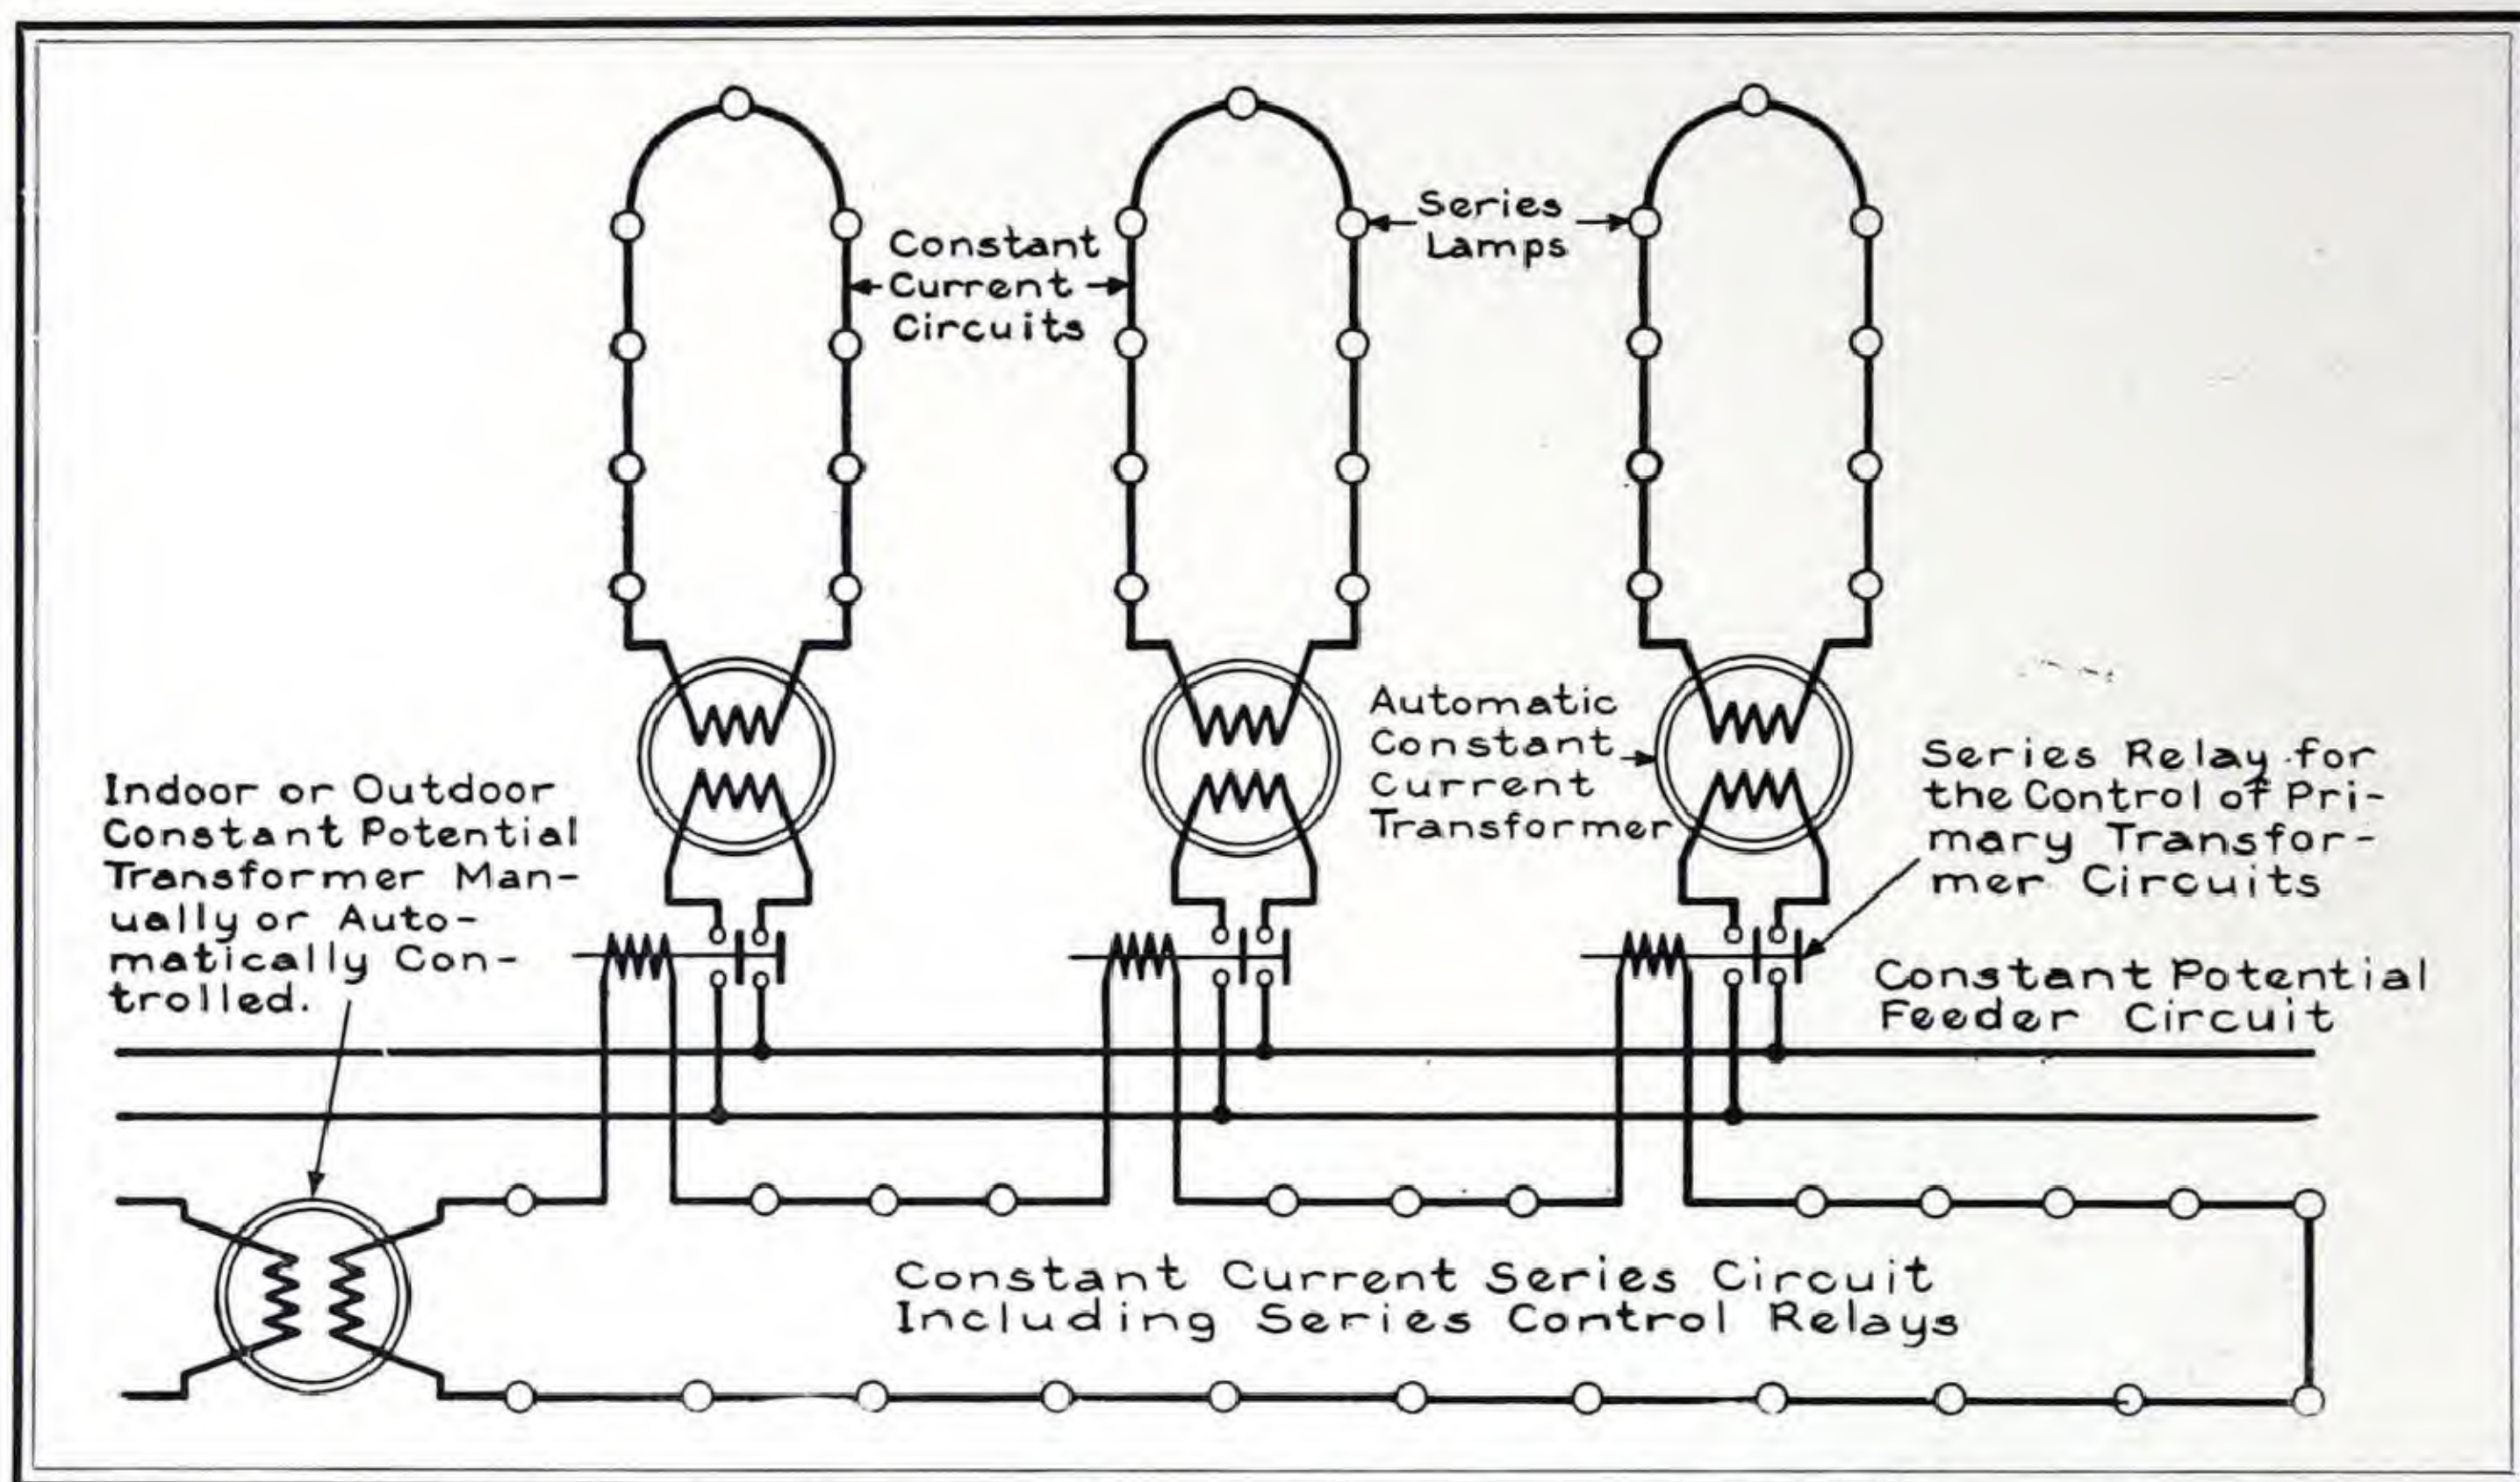 Series
Lamps
Constant
Current
Circuits
Automatic
Constant
Current
Transformer
Series Relay for
the Control of Pri-
mary Transfor-
mer Circuits
Indoor or Outdoor
Constant Potential
Transformer Man-
ually or Auto-
matically Con-
trolled.
Constant Potential
Feeder Circuit
Constant Current Series Circuit
Including Series Control Relays